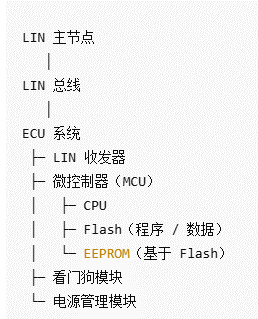 LIN 主节点
│
LIN 总线
│
ECU 系统
├─ LIN 收发器
├─ 微控制器（MCU）
│   ├─ CPU
│   ├─ Flash（程序 / 数据）
│   └─ EEPROM（基于 Flash）
├─ 看门狗模块
└─ 电源管理模块